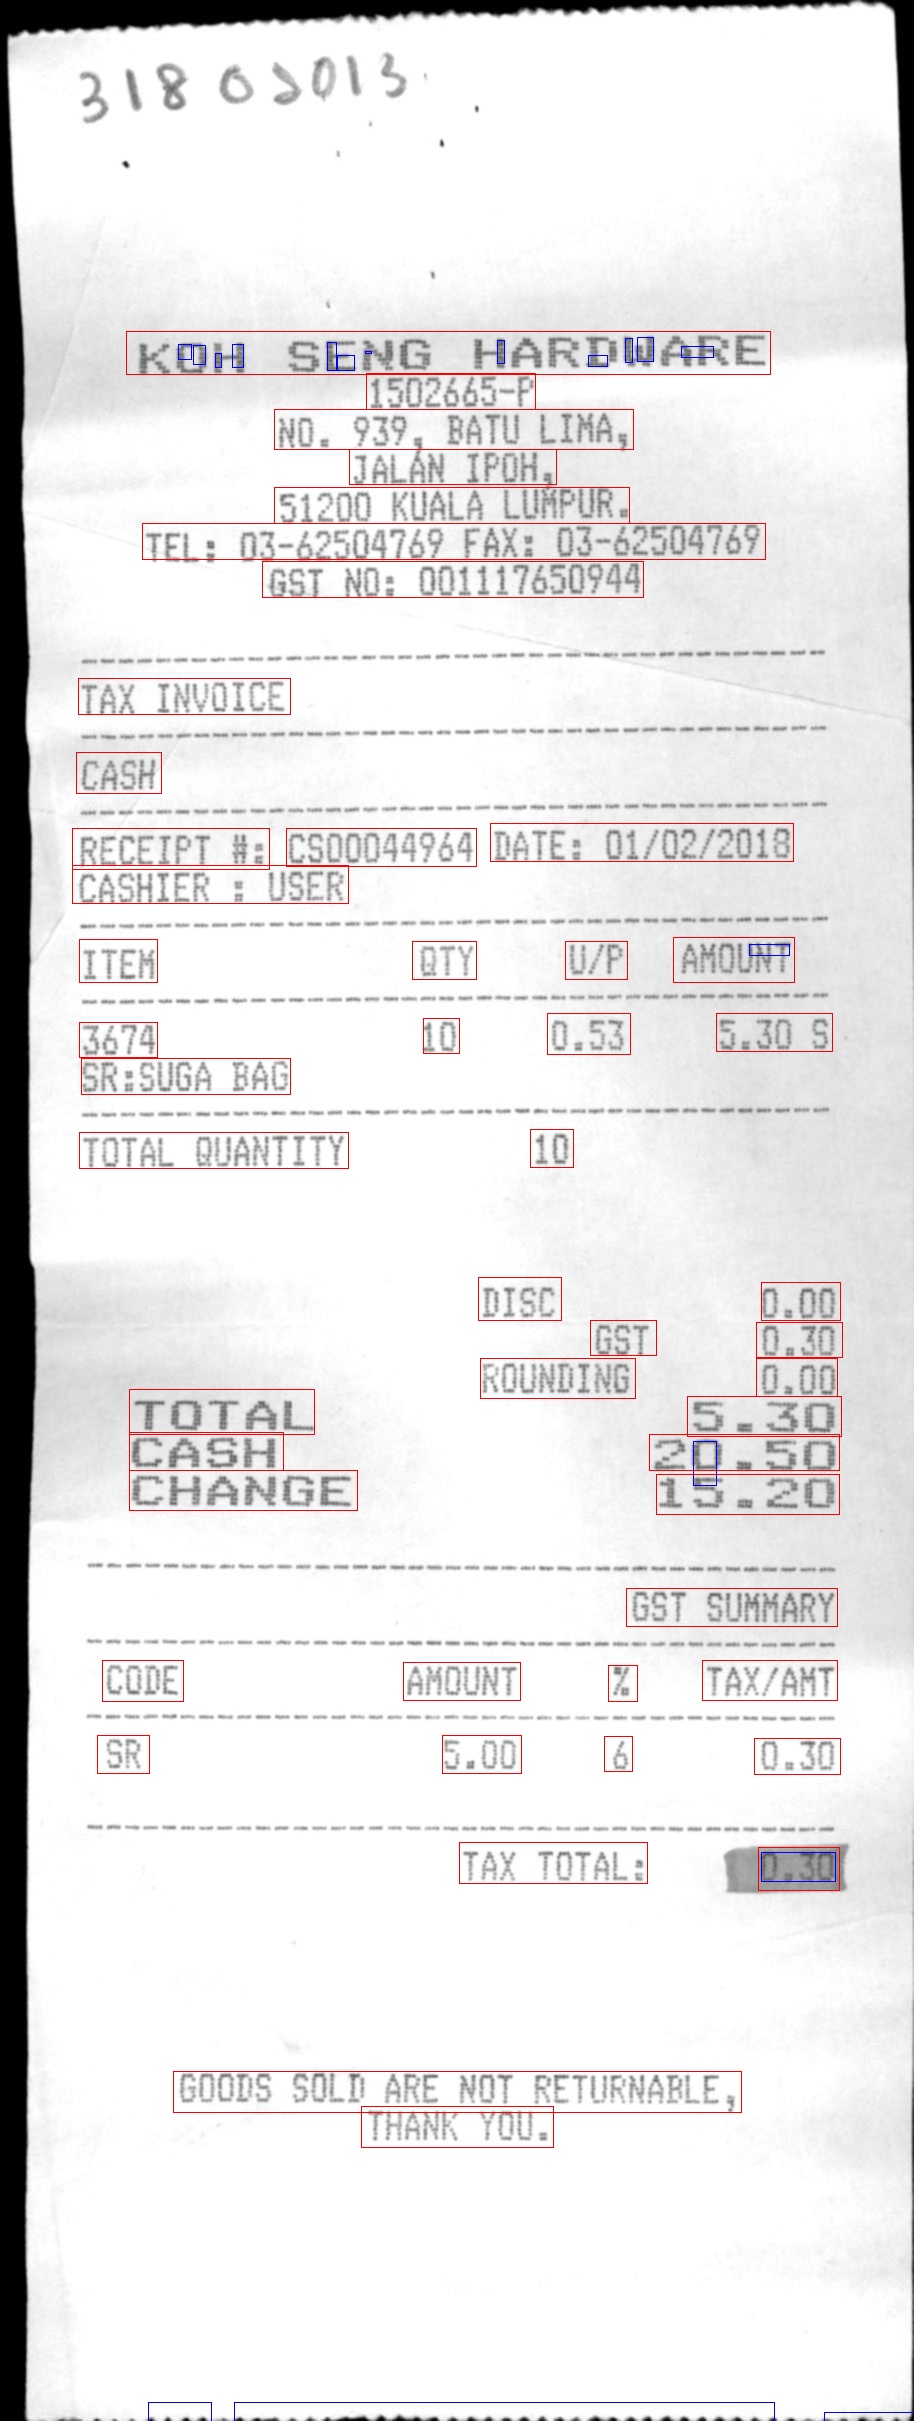 31802013
KOH SENG HARDWARE
1502665-P
NO. 939, BATU LIMA,
JALAN IPOH,
51200 KUALA LUMPUR.
TEL: 03-62504769 FAX: 03-62504769
GST NO: 001117650944
TAX INVOICE
CASH
RECEIPT #: CS00044964 DATE: 01/02/2018
CASHIER : USER
ITEM QTY U/P AMOUNT
3674 10 0.53 5.30 S
SR:SUGA BAG
TOTAL QUANTITY 10
DISC 0.00
GST 0.30
ROUNDING 0.00
TOTAL 5.30
CASH 20.50
CHANGE 15.20
GST SUMMARY
CODE AMOUNT % TAX/AMT
SR 5.00 6 0.30
TAX TOTAL: 0.30
GOODS SOLD ARE NOT RETURNABLE,
THANK YOU.